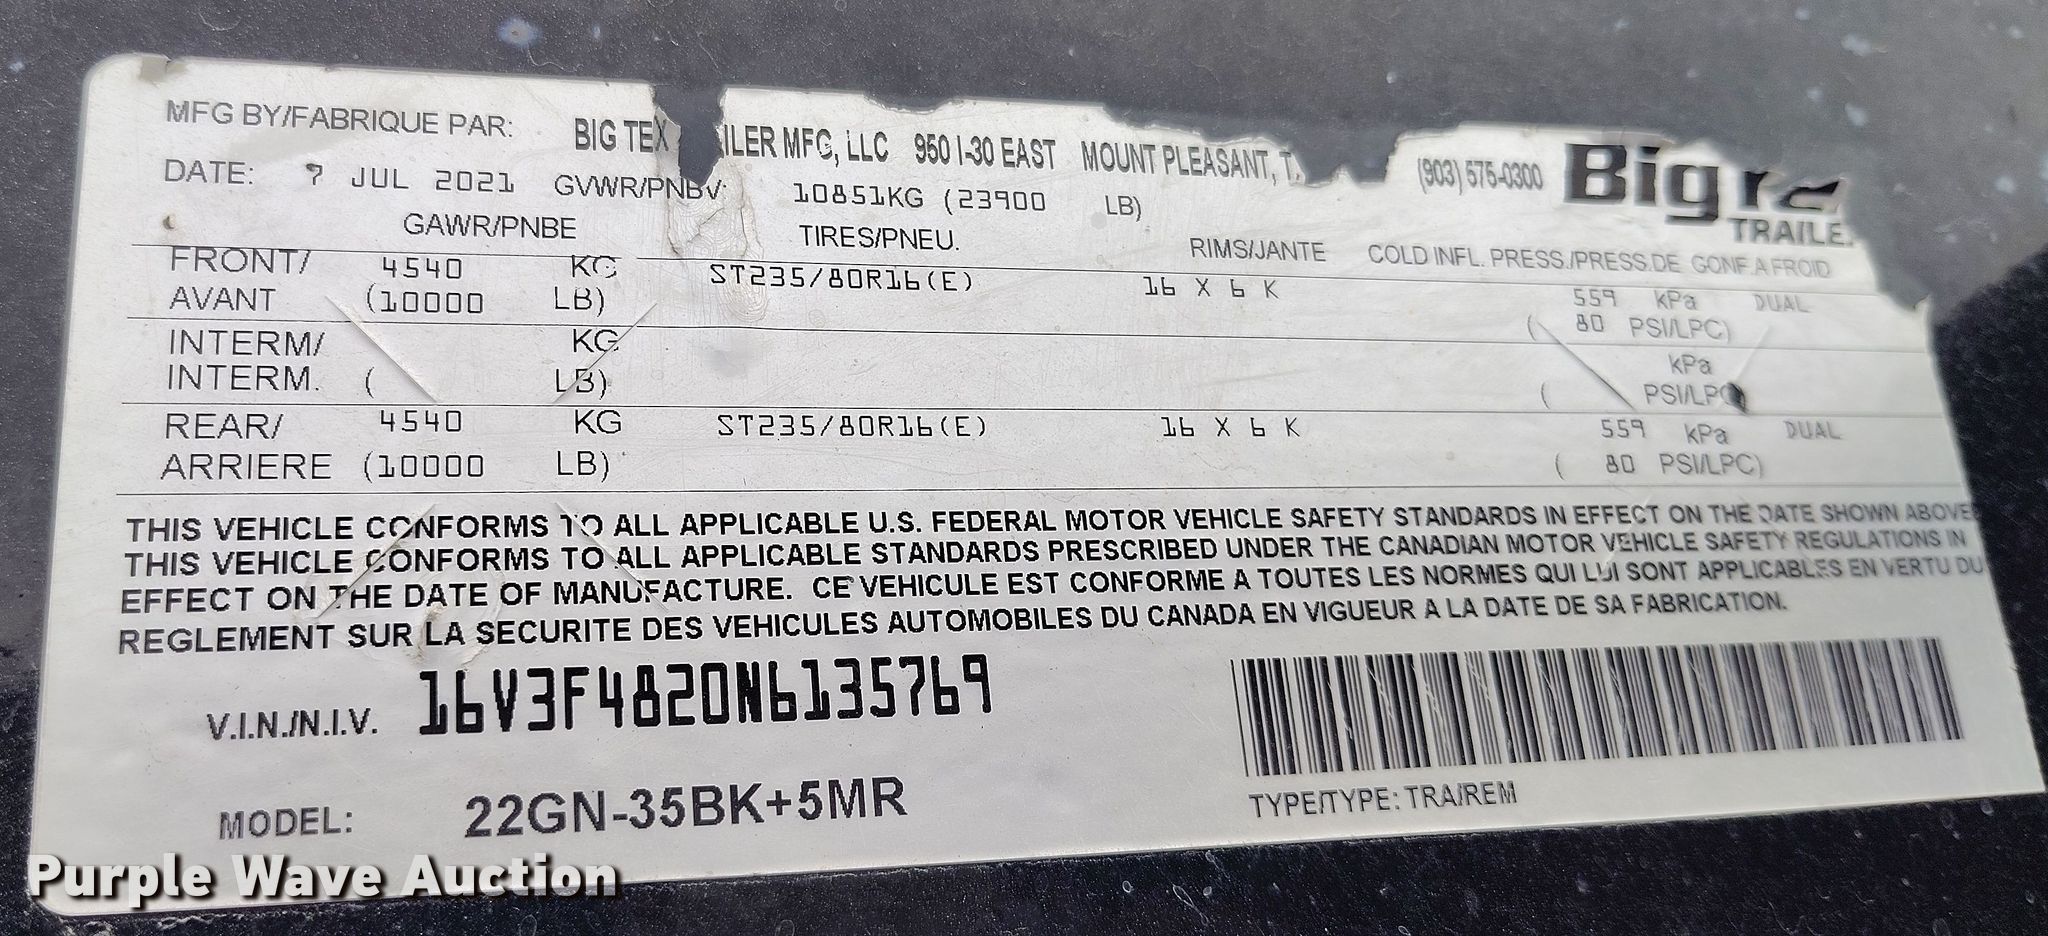 MFG BY/FABRIQUE PAR: BIG TEX ILER MFG, LLC 950 I-30 EAST MOUNT PLEASANT, T (903) 575-0300 Big
TRAILE
DATE: 7 JUL 2021 GVWR/PNBV: 10851KG (23900 LB)
GAWR/PNBE TIRES/PNEU. RIMS/JANTE COLD INFL. PRESS./PRESS.DE GONF.A FROID
FRONT/ 4540 KG ST235/80R16(E) 16 X 6 K 559 kPa DUAL
AVANT (10000 LB) ( 80 PSI/LPC)
INTERM/ KG kPa
INTERM. ( LB) ( PSI/LPC
REAR/ 4540 KG ST235/80R16(E) 16 X 6 K 559 kPa DUAL
ARRIERE (10000 LB) ( 80 PSI/LPC)
THIS VEHICLE CONFORMS TO ALL APPLICABLE U.S. FEDERAL MOTOR VEHICLE SAFETY STANDARDS IN EFFECT ON THE DATE SHOWN ABOVE
THIS VEHICLE CONFORMS TO ALL APPLICABLE STANDARDS PRESCRIBED UNDER THE CANADIAN MOTOR VEHICLE SAFETY REGULATIONS IN
EFFECT ON THE DATE OF MANUFACTURE. CE VEHICULE EST CONFORME A TOUTES LES NORMES QUI LUI SONT APPLICABLES EN VERTU DU
REGLEMENT SUR LA SECURITE DES VEHICULES AUTOMOBILES DU CANADA EN VIGUEUR A LA DATE DE SA FABRICATION.
V.I.N./N.I.V. 16V3F4820N6135769
MODEL: 22GN-35BK+5MR TYPE/TYPE: TRA/REM
Purple Wave Auction